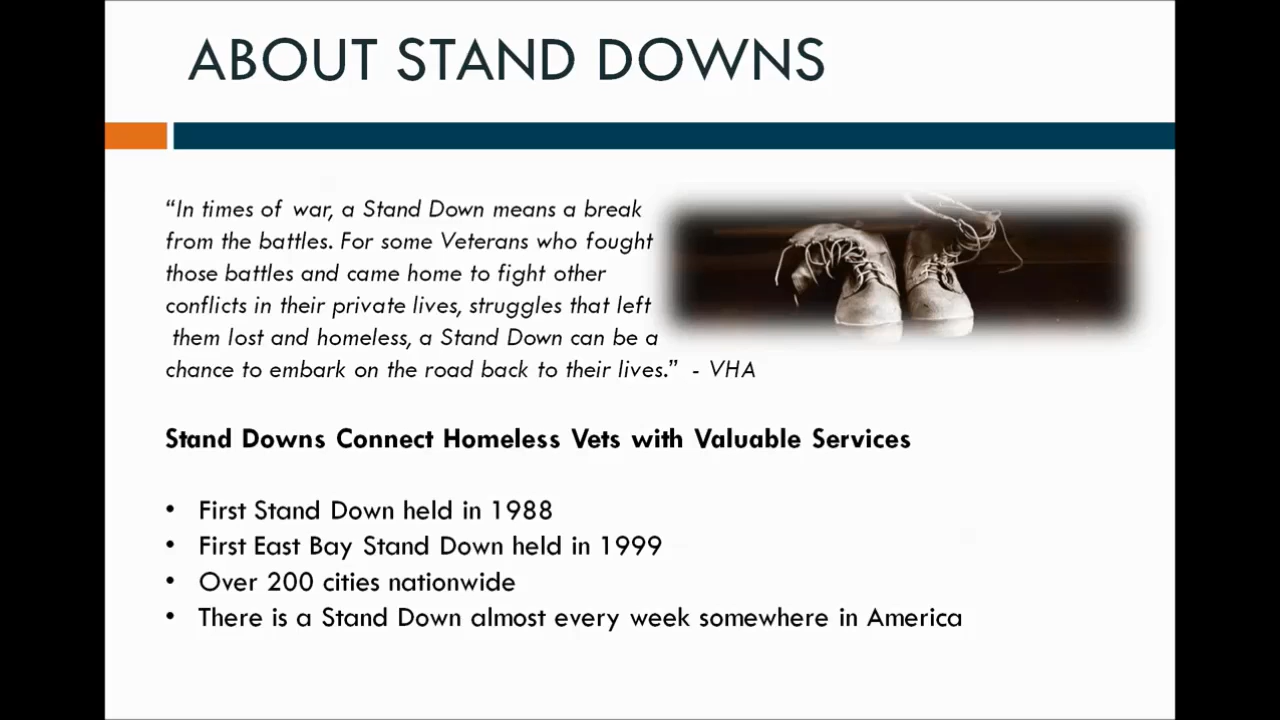 ABOUT STAND DOWNS
“In times of war, a Stand Down means a break
from the battles. For some Veterans who fought
those battles and came home to fight other
conflicts in their private lives, struggles that left
them lost and homeless, a Stand Down can be a
chance to embark on the road back to their lives.” - VHA
Stand Downs Connect Homeless Vets with Valuable Services
• First Stand Down held in 1988
• First East Bay Stand Down held in 1999
• Over 200 cities nationwide
• There is a Stand Down almost every week somewhere in America